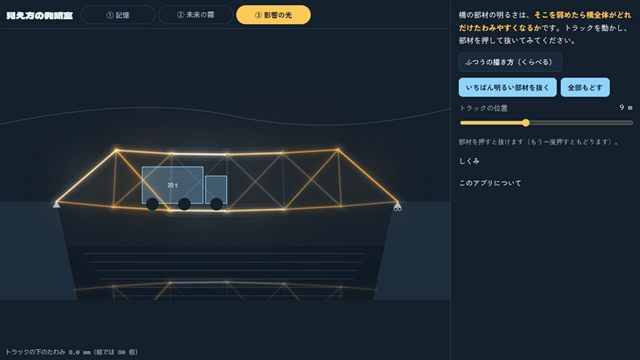 見え方の発明室
① 記憶
② 未来の霧
③ 影響の光
橋の部材の明るさは、そこを弱めたら橋全体がどれ
だけたわみやすくなるかです。トラックを動かし、
部材を押して抜いてみてください。
ふつうの描き方（くらべる）
いちばん明るい部材を抜く
全部もどす
トラックの位置
9 m
部材を押すと抜けます（もう一度押すともどります）。
しくみ
このアプリについて
20 t
トラックの下のたわみ 8.0 mm（絵では 80 倍）